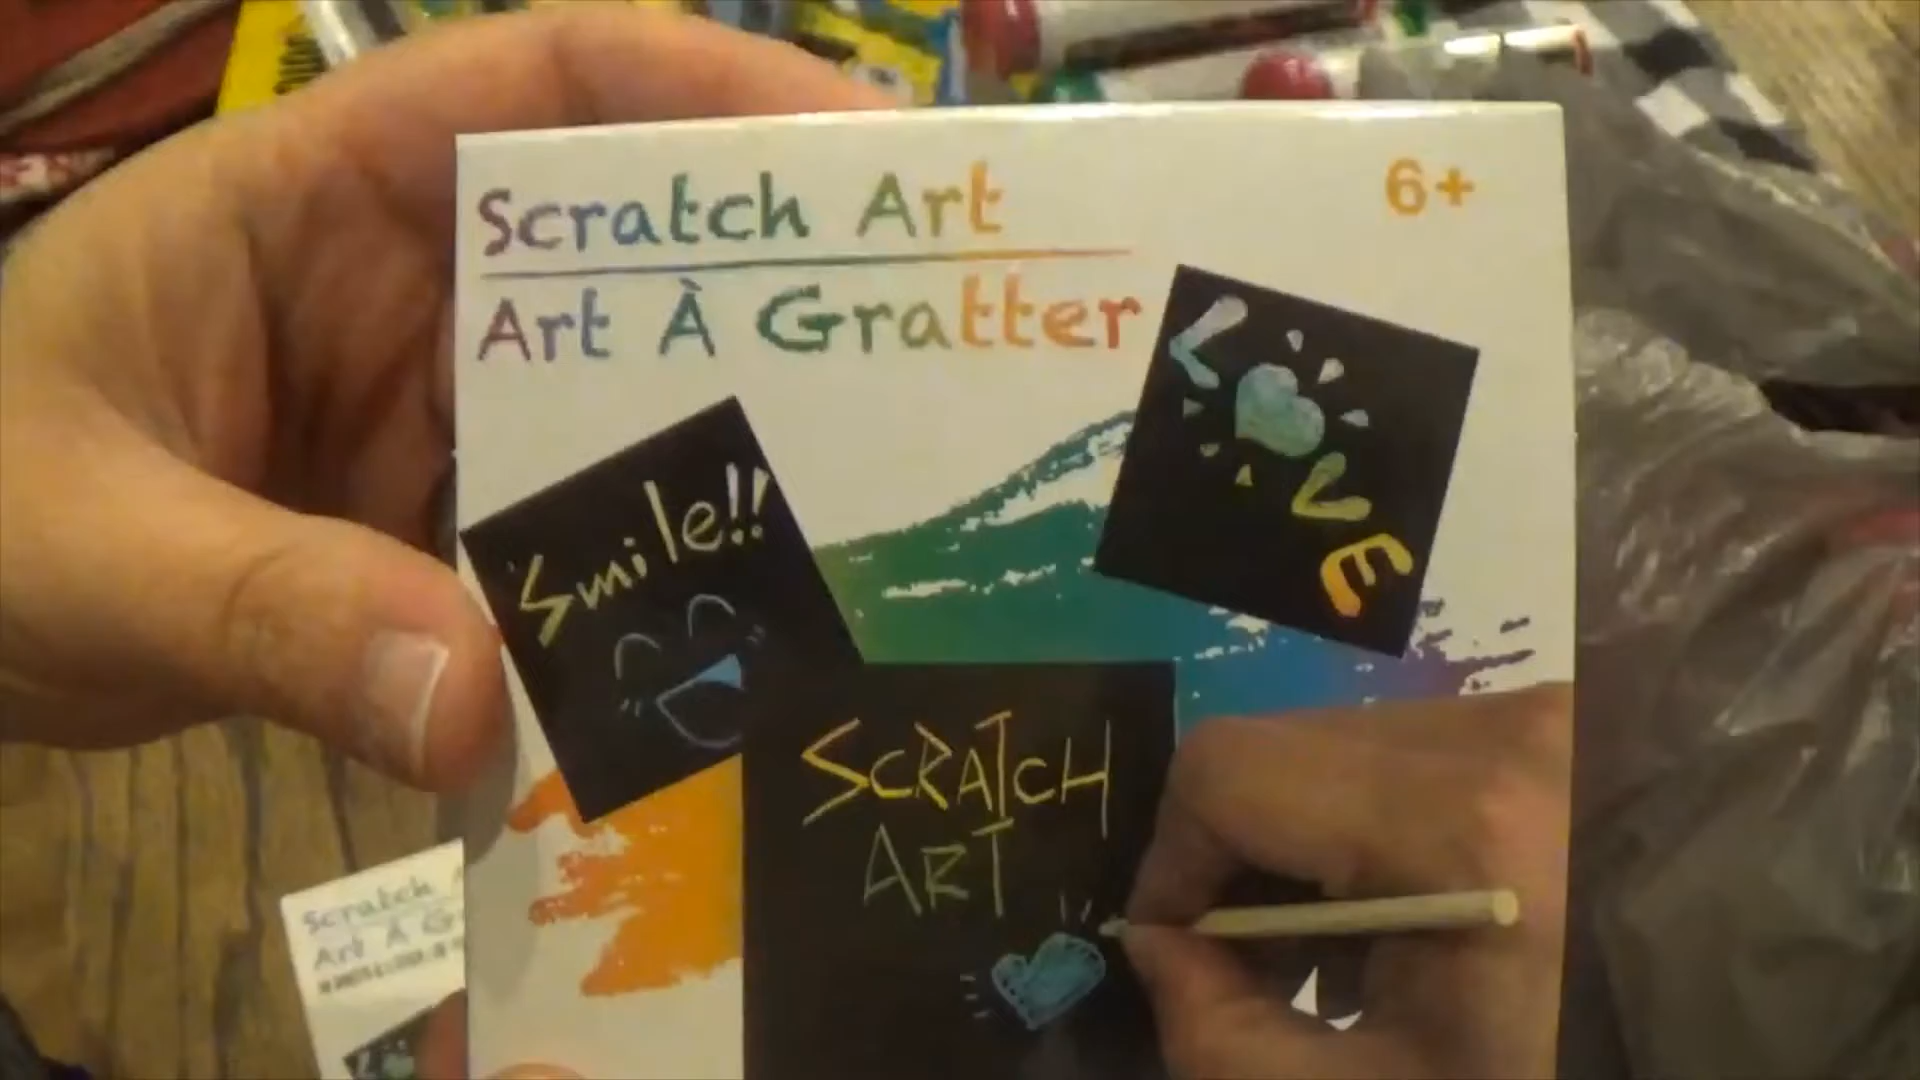 Scratch Art
6+
Art À Gratter
LOVE
Smile!!
SCRATCH
ART
Scratch
Art À G